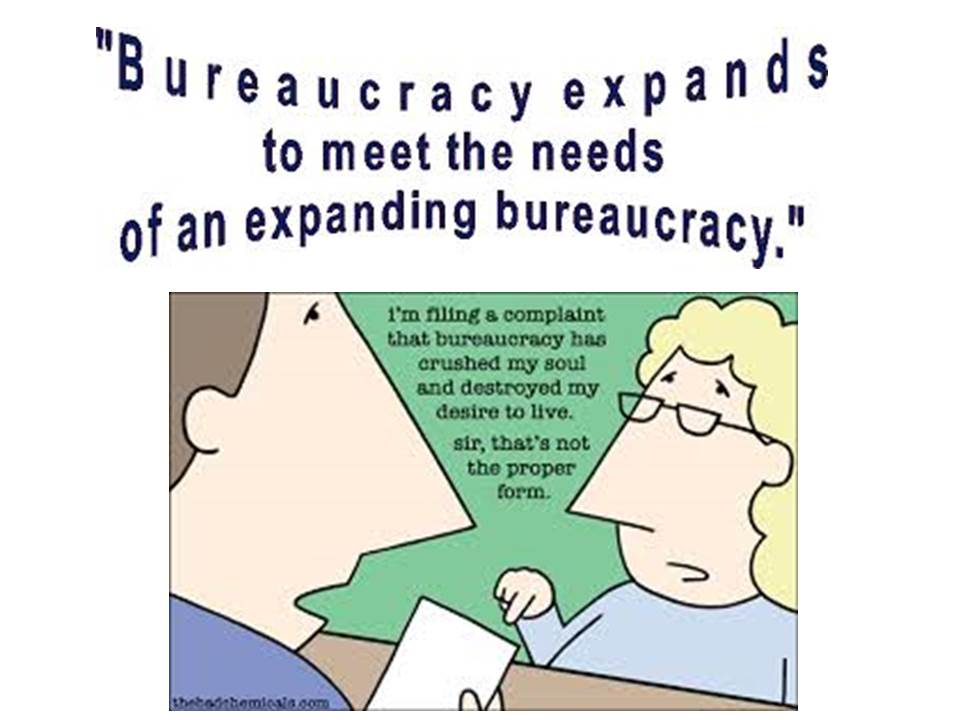 "Bureaucracy expands
to meet the needs
of an expanding bureaucracy."
i'm filing a complaint
that bureaucracy has
crushed my soul
and destroyed my
desire to live.
sir, that's not
the proper
form.
thebadchemicals.com